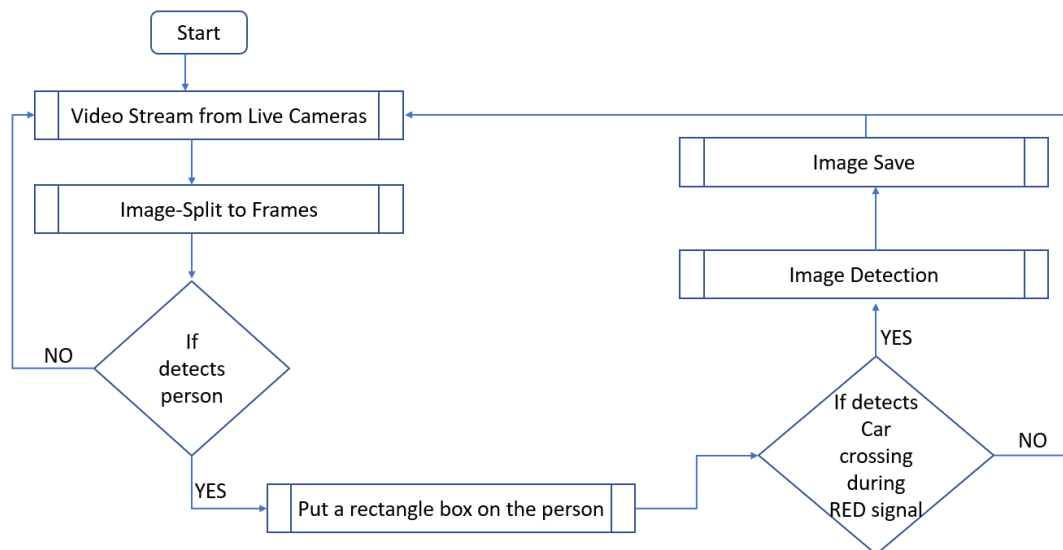 Start
Video Stream from Live Cameras
Image-Split to Frames
If
detects
person
NO
YES
Put a rectangle box on the person
If detects
Car
crossing
during
RED signal
NO
YES
Image Detection
Image Save